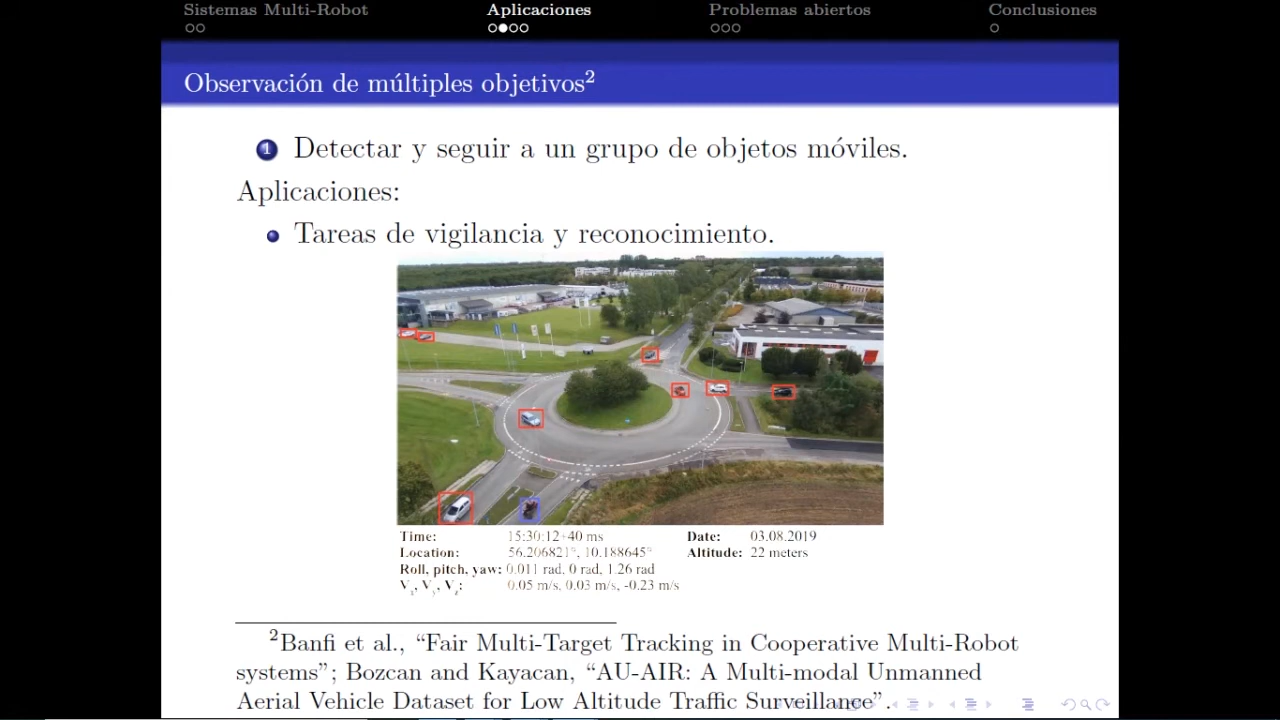 Sistemas Multi-Robot Aplicaciones Problemas abiertos Conclusiones
Observación de múltiples objetivos²
1 Detectar y seguir a un grupo de objetos móviles.
Aplicaciones:
Tareas de vigilancia y reconocimiento.
Time: 15:30:12+40 ms Date: 03.08.2019
Location: 56.206821°, 10.188645° Altitude: 22 meters
Roll, pitch, yaw: 0.011 rad, 0 rad, 1.26 rad
Vx, Vy, Vz: 0.05 m/s, 0.03 m/s, -0.23 m/s
²Banfi et al., “Fair Multi-Target Tracking in Cooperative Multi-Robot
systems”; Bozcan and Kayacan, “AU-AIR: A Multi-modal Unmanned
Aerial Vehicle Dataset for Low Altitude Traffic Surveillance”.